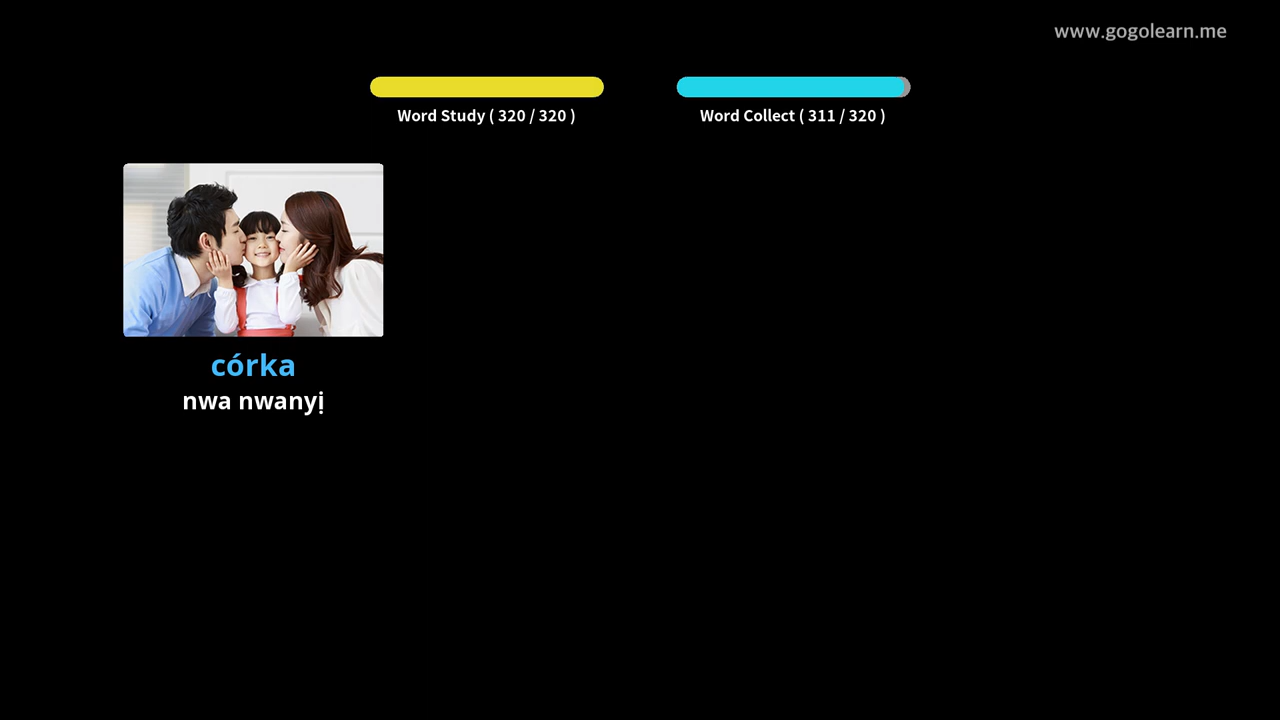 www.gogolearn.me
Word Study ( 320 / 320 )
Word Collect ( 311 / 320 )
córka
nwa nwanyị